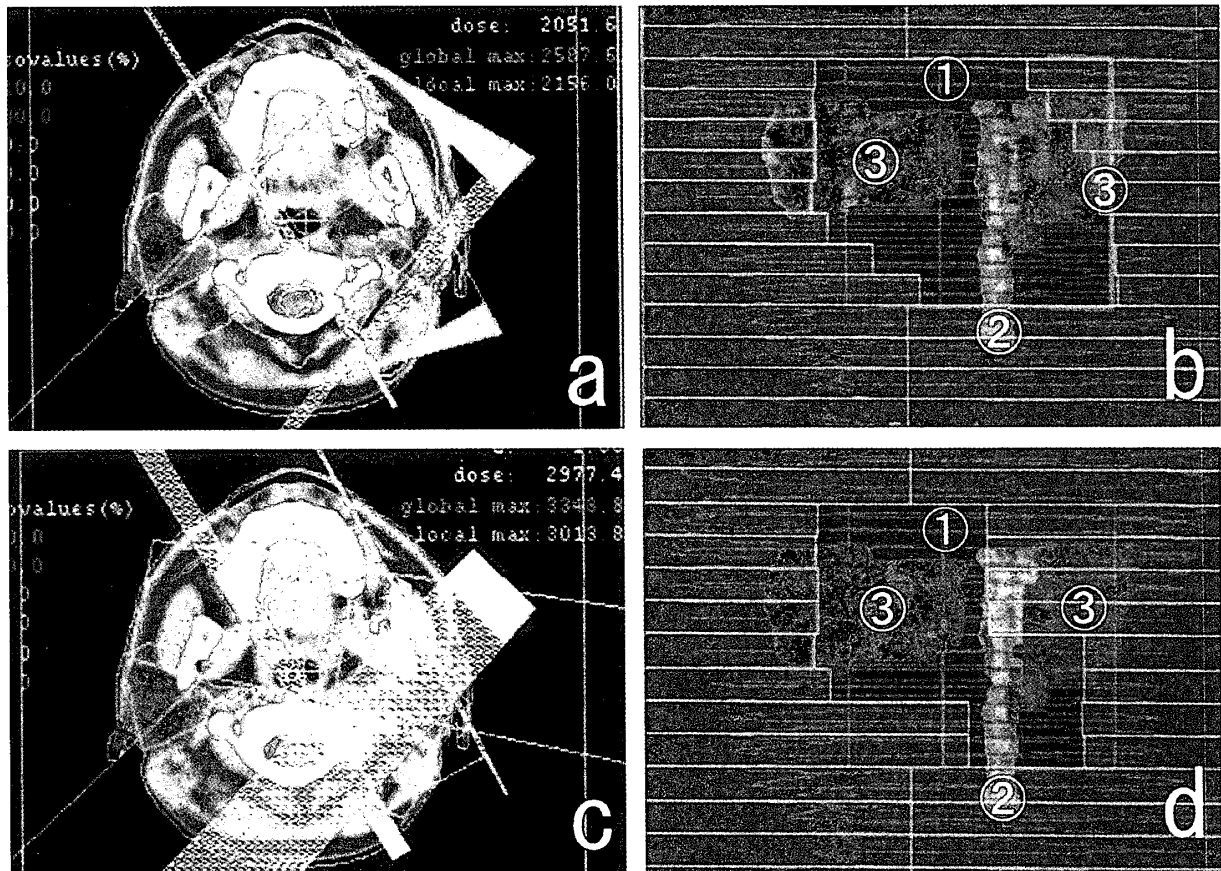 dose: 2051.6
global max: 2587.6
local max: 2156.0
sovalues(%)
a
①
③
③
②
b
dose: 2977.4
global max: 3348.8
local max: 3013.8
ovalues(%)
c
①
③
③
②
d